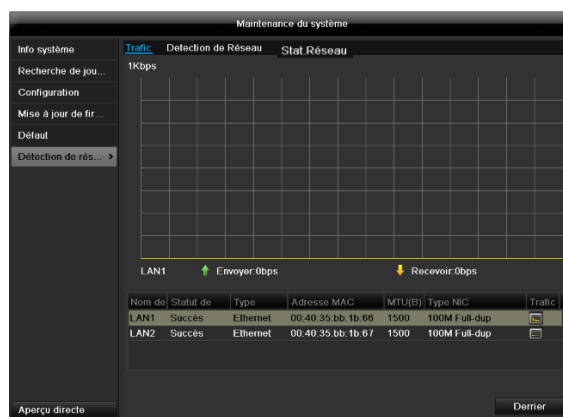 Maintenance du système
Info système
Recherche de jou...
Configuration
Mise à jour de fir...
Défaut
Détection de rés... >
Trafic Detection de Réseau Stat.Réseau
1Kbps
LAN1 Envoyer:0bps Recevoir:0bps
Nom de Statut de Type Adresse MAC MTU(B) Type NIC Trafic
LAN1 Succès Ethernet 00:40:35:bb:1b:66 1500 100M Full-dup
LAN2 Succès Ethernet 00:40:35:bb:1b:67 1500 100M Full-dup
Aperçu directe
Derrier